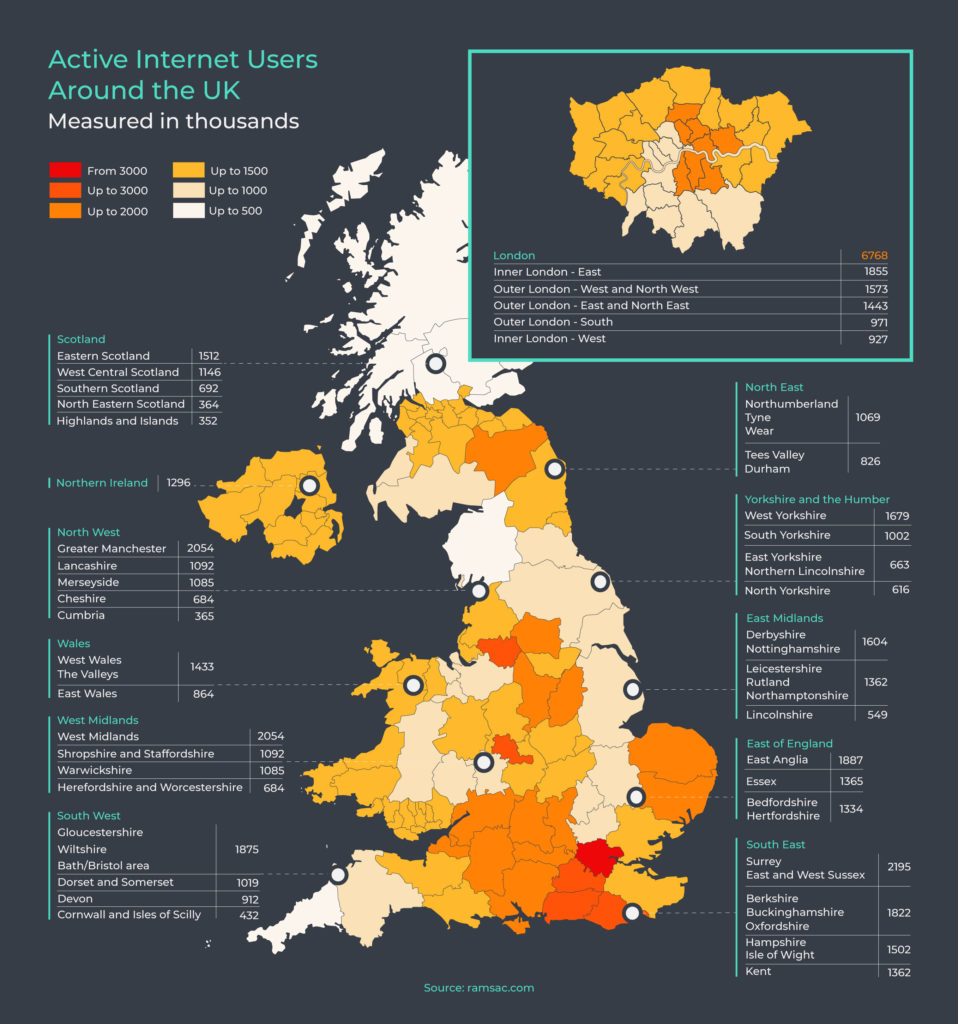 Active Internet Users
Around the UK
Measured in thousands
From 3000
Up to 3000
Up to 2000
Up to 1500
Up to 1000
Up to 500
London 6768
Inner London - East 1855
Outer London - West and North West 1573
Outer London - East and North East 1443
Outer London - South 971
Inner London - West 927
Scotland
Eastern Scotland 1512
West Central Scotland 1146
Southern Scotland 692
North Eastern Scotland 364
Highlands and Islands 352
Northern Ireland 1296
North West
Greater Manchester 2054
Lancashire 1092
Merseyside 1085
Cheshire 684
Cumbria 365
Wales
West Wales
The Valleys
1433
East Wales 864
West Midlands
West Midlands 2054
Shropshire and Staffordshire 1092
Warwickshire 1085
Herefordshire and Worcestershire 684
South West
Gloucestershire
Wiltshire 1875
Bath/Bristol area
Dorset and Somerset 1019
Devon 912
Cornwall and Isles of Scilly 432
North East
Northumberland
Tyne 1069
Wear
Tees Valley
Durham
826
Yorkshire and the Humber
West Yorkshire 1679
South Yorkshire 1002
East Yorkshire
Northern Lincolnshire
663
North Yorkshire 616
East Midlands
Derbyshire
Nottinghamshire
1604
Leicestershire
Rutland 1362
Northamptonshire
Lincolnshire 549
East of England
East Anglia 1887
Essex 1365
Bedfordshire
Hertfordshire
1334
South East
Surrey
East and West Sussex
2195
Berkshire
Buckinghamshire 1822
Oxfordshire
Hampshire
Isle of Wight
1502
Kent 1362
Source: ramsac.com